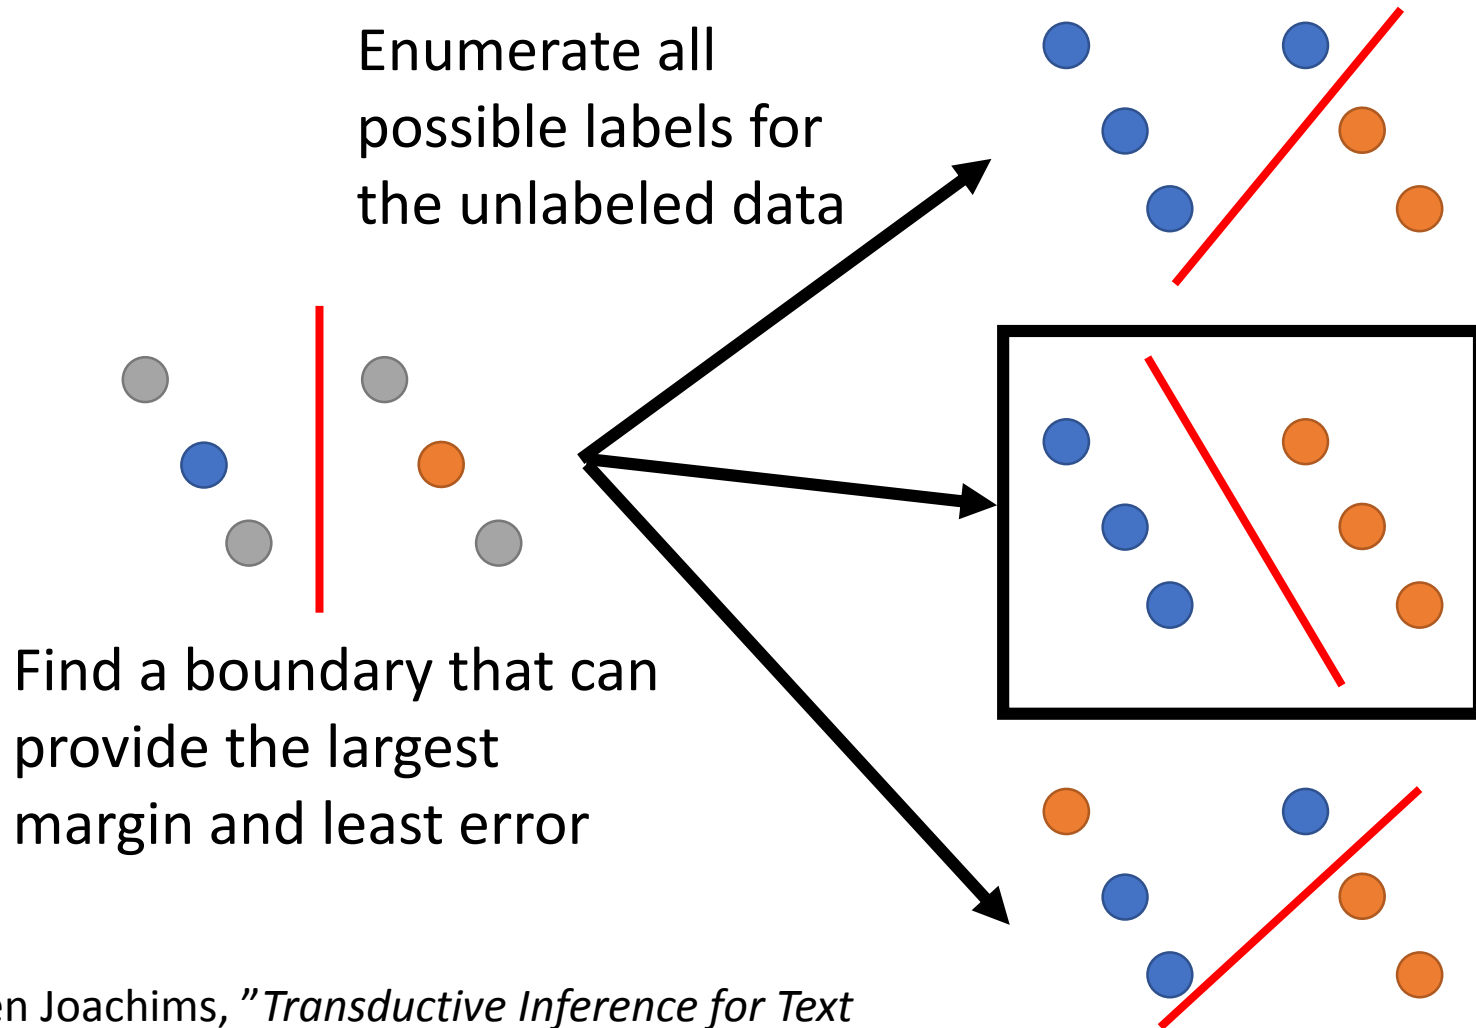 Enumerate all
possible labels for
the unlabeled data
Find a boundary that can
provide the largest
margin and least error
Joachims, ”Transductive Inference for Text